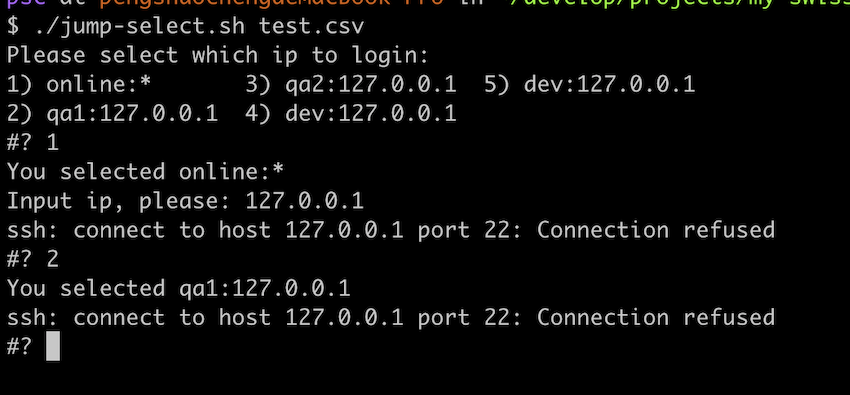 $ ./jump-select.sh test.csv
Please select which ip to login:
1) online:* 3) qa2:127.0.0.1 5) dev:127.0.0.1
2) qa1:127.0.0.1 4) dev:127.0.0.1
#? 1
You selected online:*
Input ip, please: 127.0.0.1
ssh: connect to host 127.0.0.1 port 22: Connection refused
#? 2
You selected qa1:127.0.0.1
ssh: connect to host 127.0.0.1 port 22: Connection refused
#?